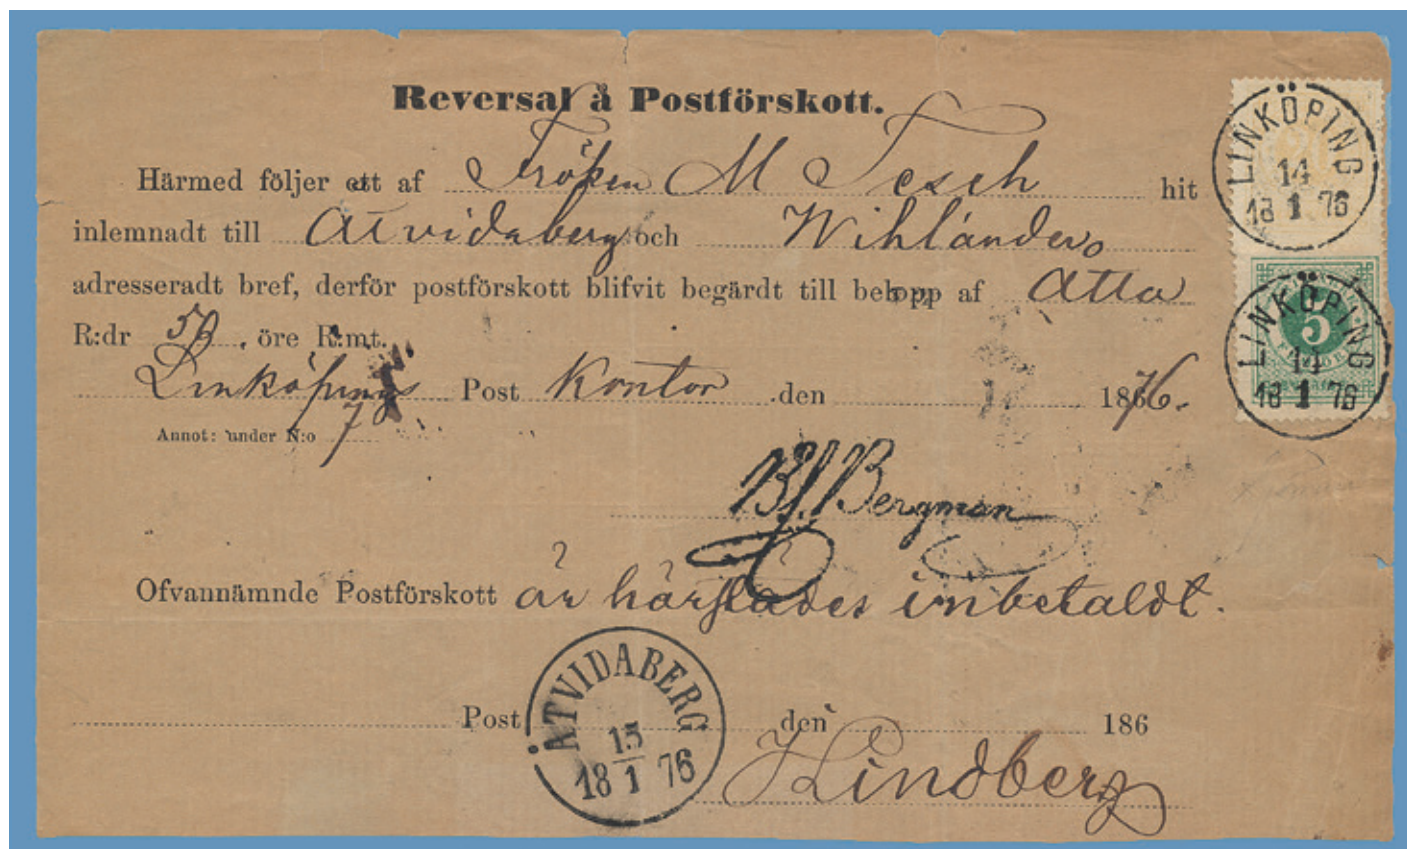 Reversal å Postförskott.
Härmed följer ett af Fröken M Tesch hit
inlemnadt till Åtvidaberg och Wihlander
adresseradt bref, derför postförskott blifvit begärdt till belopp af Åtta
R:dr 50 öre R:mt.
Linköpings Post Kontor den 1876.
Annot: under N:o 7
Bergman
Ofvannämnde Postförskott är härstädes inbetaldt.
Post den 186
Lindberg
LINKÖPING
14
18 1 76
LINKÖPING
14
18 1 76
5
ÅTVIDABERG
15
18 1 76